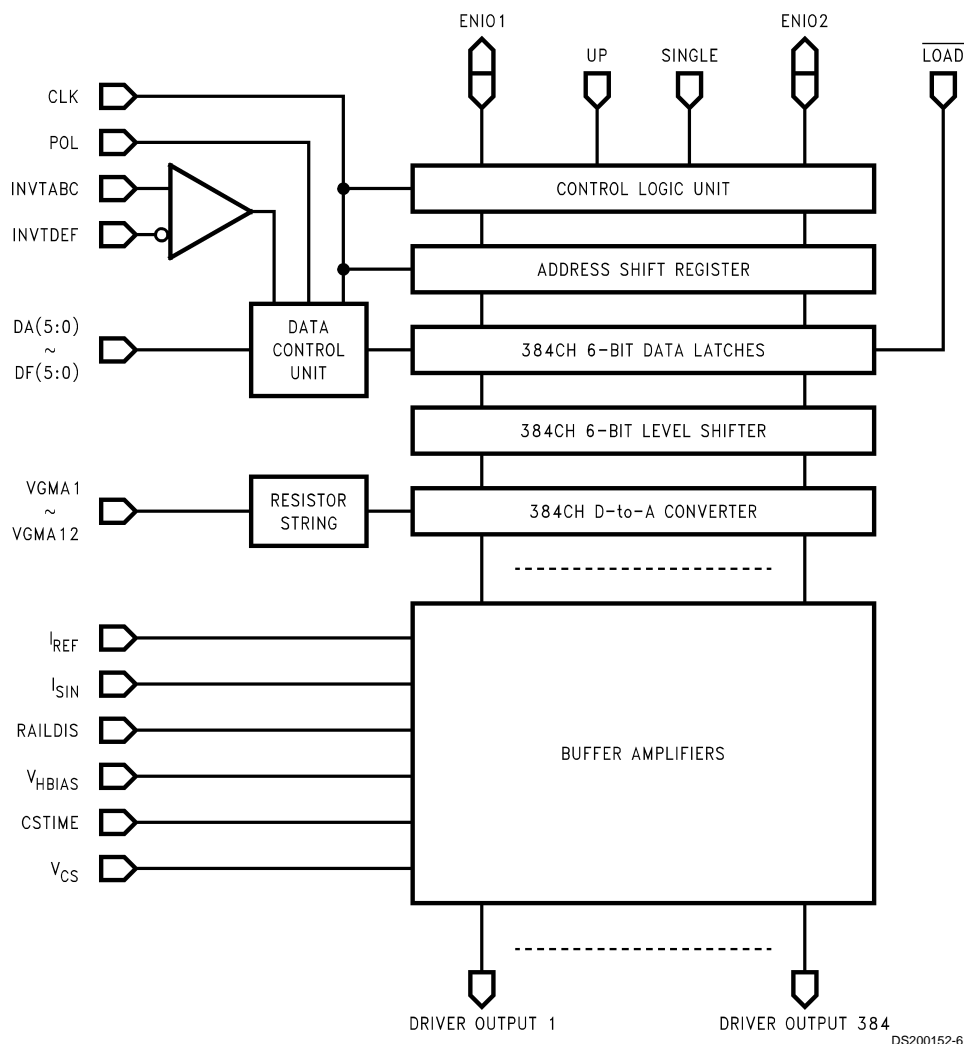 ENIO1
ENIO2
UP
SINGLE
LOAD
CLK
POL
INVTABC
INVTDEF
CONTROL LOGIC UNIT
ADDRESS SHIFT REGISTER
DA(5:0)
~
DF(5:0)
DATA
CONTROL
UNIT
384CH 6-BIT DATA LATCHES
384CH 6-BIT LEVEL SHIFTER
VGMA1
~
VGMA12
RESISTOR
STRING
384CH D-to-A CONVERTER
IREF
ISIN
RAILDIS
VHBIAS
CSTIME
VCS
BUFFER AMPLIFIERS
DRIVER OUTPUT 1
DRIVER OUTPUT 384
DS200152-6